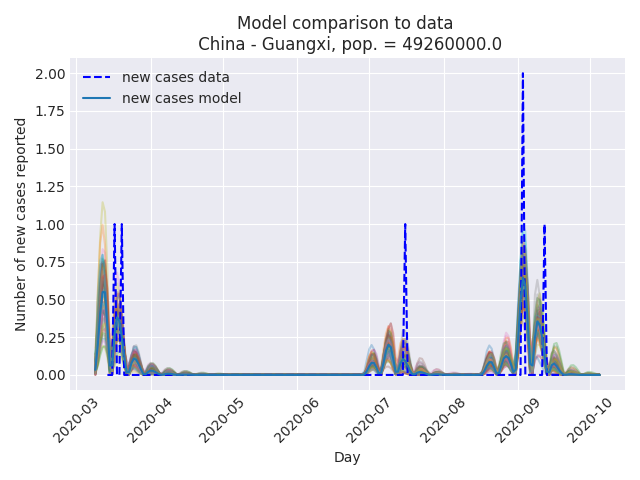 Model comparison to data
China - Guangxi, pop. = 49260000.0
new cases data
new cases model
2.00
1.75
1.50
1.25
1.00
0.75
0.50
0.25
0.00
Number of new cases reported
2020-03
2020-04
2020-05
2020-06
2020-07
2020-08
2020-09
2020-10
Day